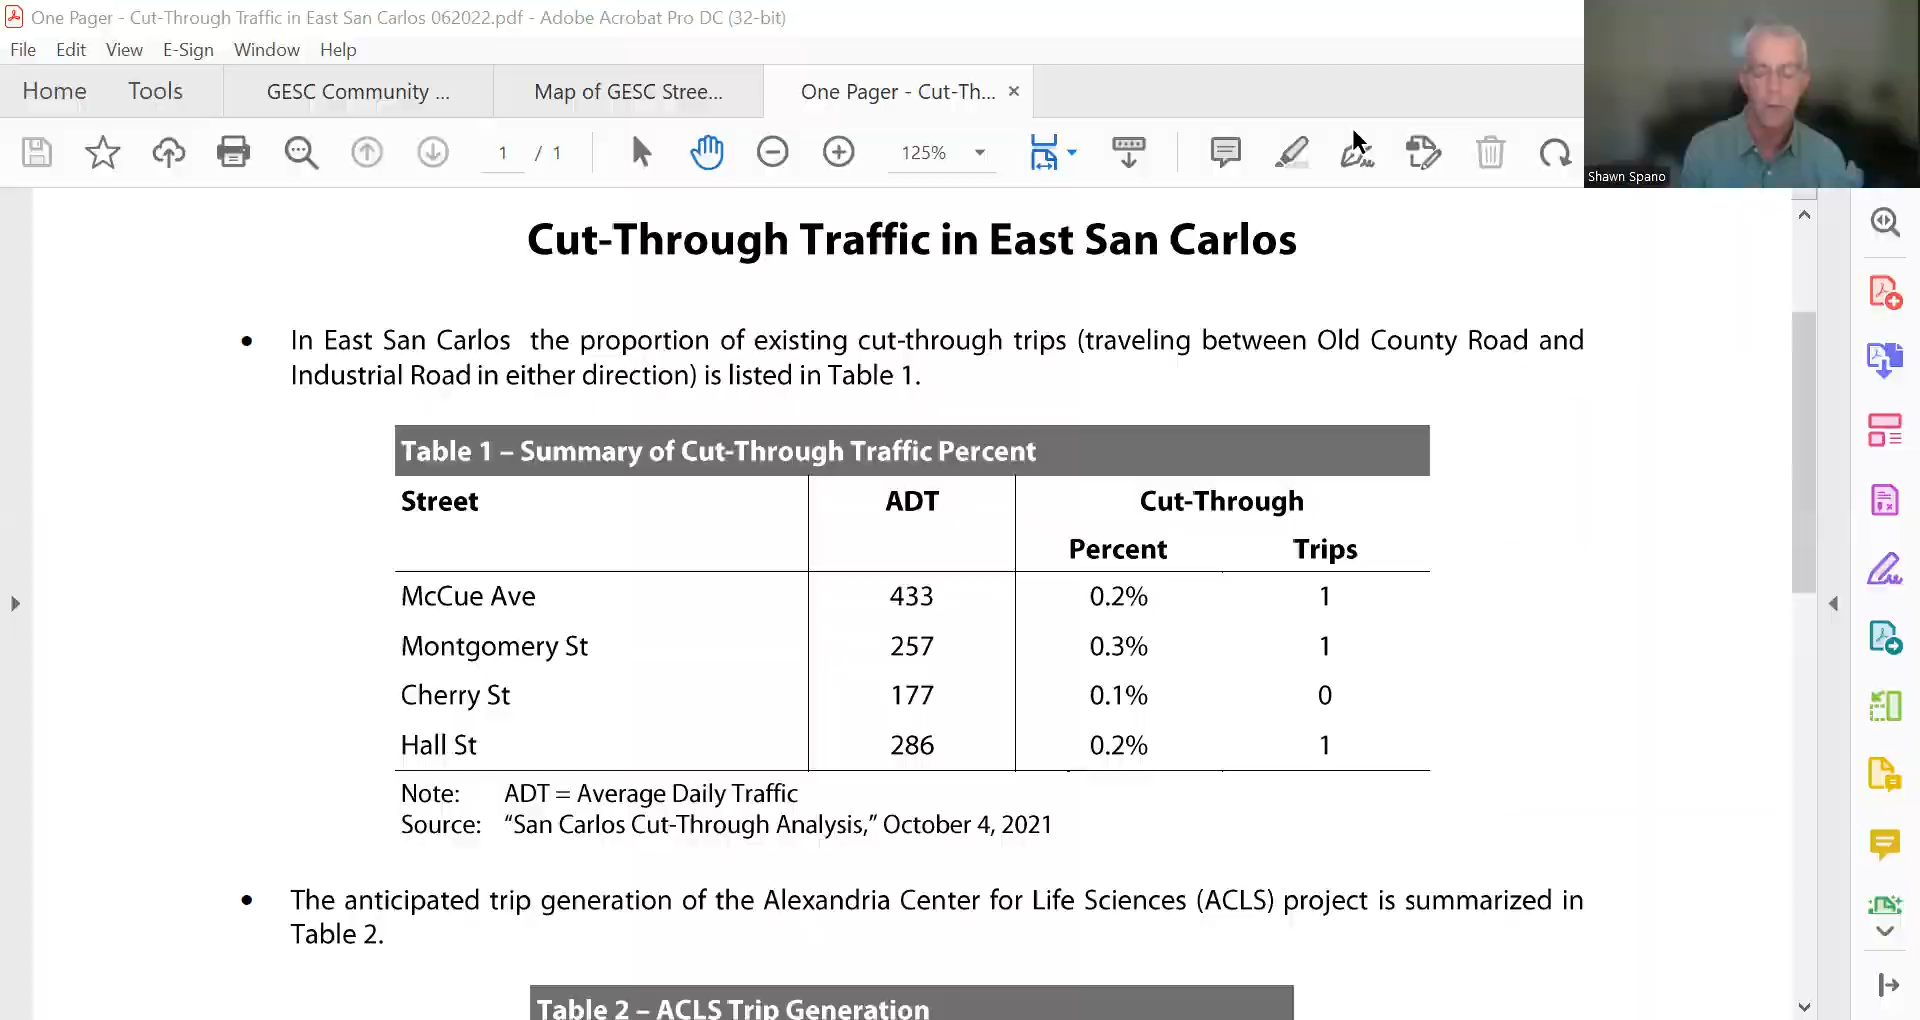 One Pager - Cut-Through Traffic in East San Carlos 062022.pdf - Adobe Acrobat Pro DC (32-bit)
File Edit View E-Sign Window Help
Home Tools GESC Community ... Map of GESC Stree... One Pager - Cut-Th... ×
1 / 1 125%
Shawn Spano
Cut-Through Traffic in East San Carlos
• In East San Carlos the proportion of existing cut-through trips (traveling between Old County Road and
Industrial Road in either direction) is listed in Table 1.
Table 1 – Summary of Cut-Through Traffic Percent
Street ADT Cut-Through
Percent Trips
McCue Ave 433 0.2% 1
Montgomery St 257 0.3% 1
Cherry St 177 0.1% 0
Hall St 286 0.2% 1
Note: ADT = Average Daily Traffic
Source: “San Carlos Cut-Through Analysis,” October 4, 2021
• The anticipated trip generation of the Alexandria Center for Life Sciences (ACLS) project is summarized in
Table 2.
Table 2 – ACLS Trip Generation